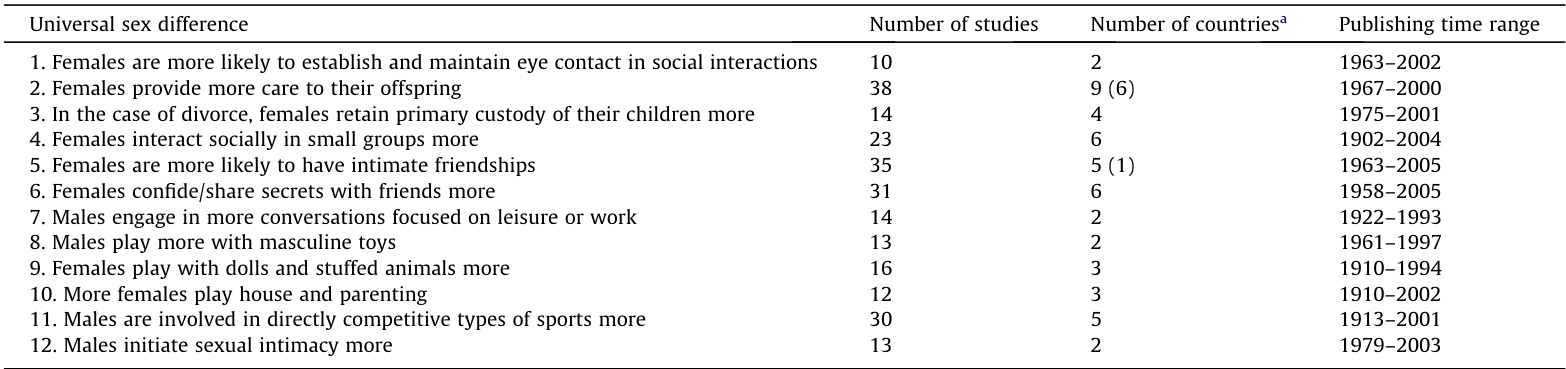 Universal sex difference Number of studies Number of countriesa Publishing time range
1. Females are more likely to establish and maintain eye contact in social interactions 10 2 1963–2002
2. Females provide more care to their offspring 38 9 (6) 1967–2000
3. In the case of divorce, females retain primary custody of their children more 14 4 1975–2001
4. Females interact socially in small groups more 23 6 1902–2004
5. Females are more likely to have intimate friendships 35 5 (1) 1963–2005
6. Females confide/share secrets with friends more 31 6 1958–2005
7. Males engage in more conversations focused on leisure or work 14 2 1922–1993
8. Males play more with masculine toys 13 2 1961–1997
9. Females play with dolls and stuffed animals more 16 3 1910–1994
10. More females play house and parenting 12 3 1910–2002
11. Males are involved in directly competitive types of sports more 30 5 1913–2001
12. Males initiate sexual intimacy more 13 2 1979–2003